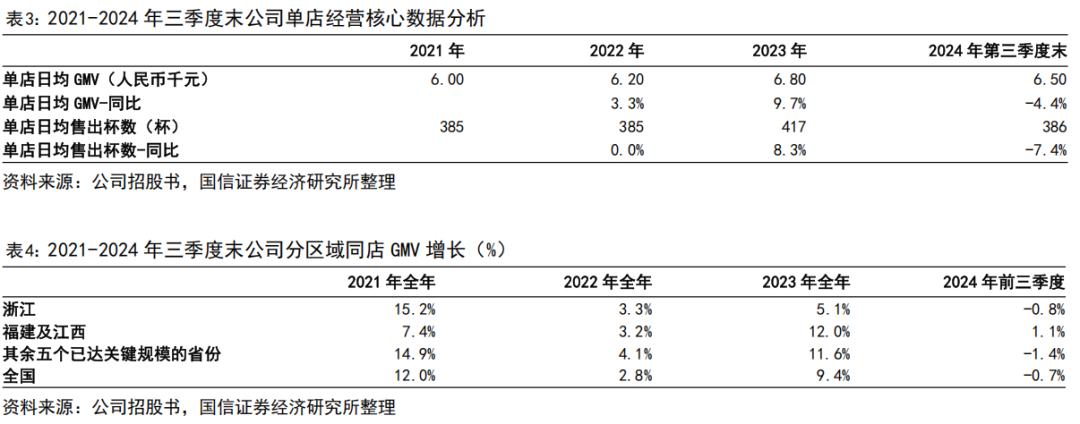 表3：2021-2024 年三季度末公司单店经营核心数据分析
2021 年 2022 年 2023 年 2024 年第三季度末
单店日均 GMV（人民币千元） 6.00 6.20 6.80 6.50
单店日均 GMV-同比 3.3% 9.7% -4.4%
单店日均售出杯数（杯） 385 385 417 386
单店日均售出杯数-同比 0.0% 8.3% -7.4%
资料来源：公司招股书，国信证券经济研究所整理
表4：2021-2024 年三季度末公司分区域同店 GMV 增长（%）
2021 年全年 2022 年全年 2023 年全年 2024 年前三季度
浙江 15.2% 3.3% 5.1% -0.8%
福建及江西 7.4% 3.2% 12.0% 1.1%
其余五个已达关键规模的省份 14.9% 4.1% 11.6% -1.4%
全国 12.0% 2.8% 9.4% -0.7%
资料来源：公司招股书，国信证券经济研究所整理